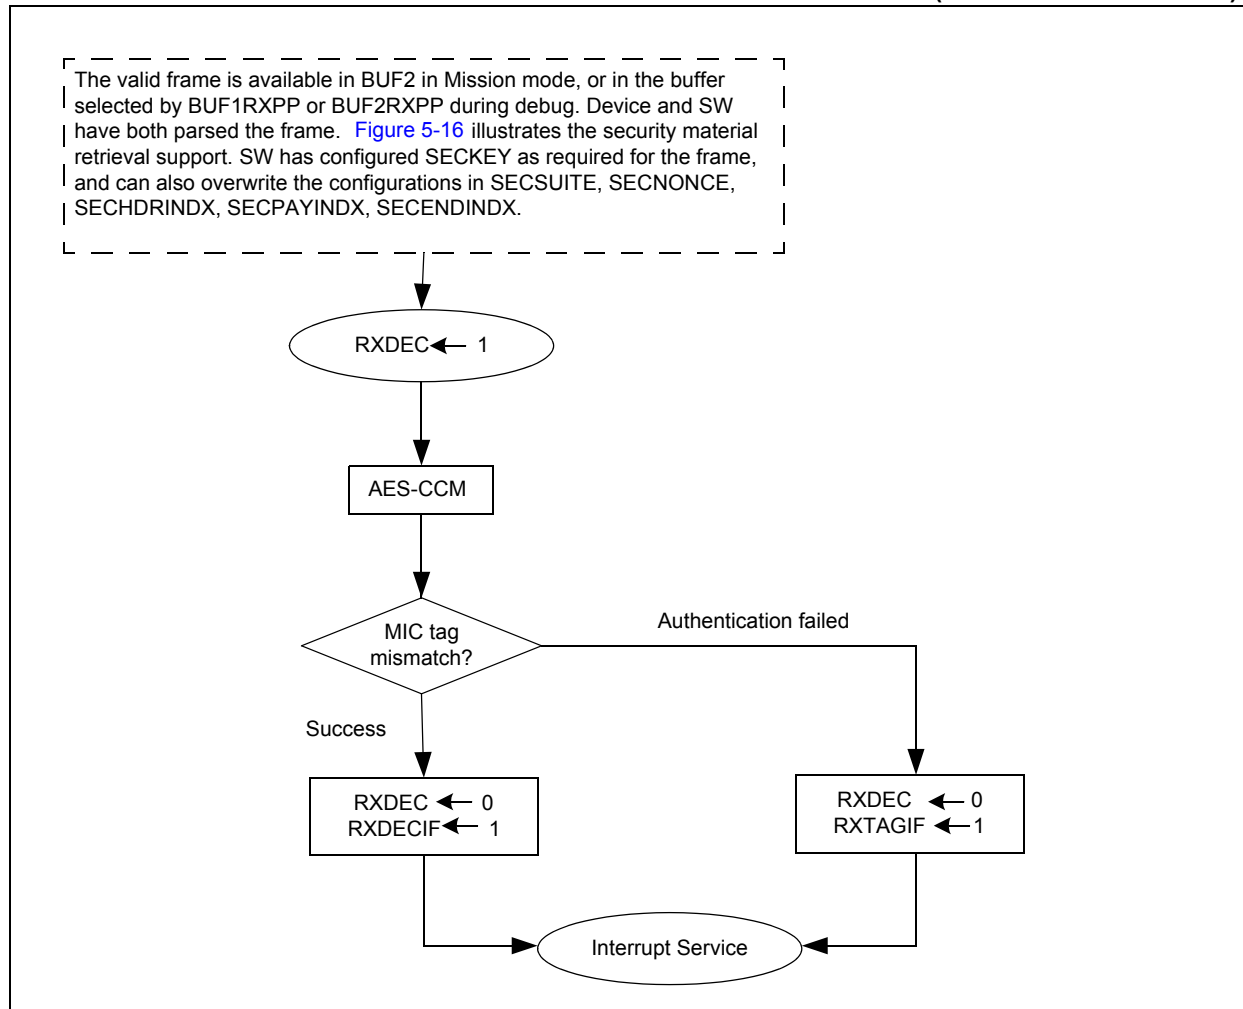 The valid frame is available in BUF2 in Mission mode, or in the buffer
selected by BUF1RXPP or BUF2RXPP during debug. Device and SW
have both parsed the frame. Figure 5-16 illustrates the security material
retrieval support. SW has configured SECKEY as required for the frame,
and can also overwrite the configurations in SECSUITE, SECNONCE,
SECHDRINDX, SECPAYINDX, SECENDINDX.
RXDEC ← 1
AES-CCM
MIC tag
mismatch?
Authentication failed
Success
RXDEC ← 0
RXDECIF ← 1
RXDEC ← 0
RXTAGIF ← 1
Interrupt Service